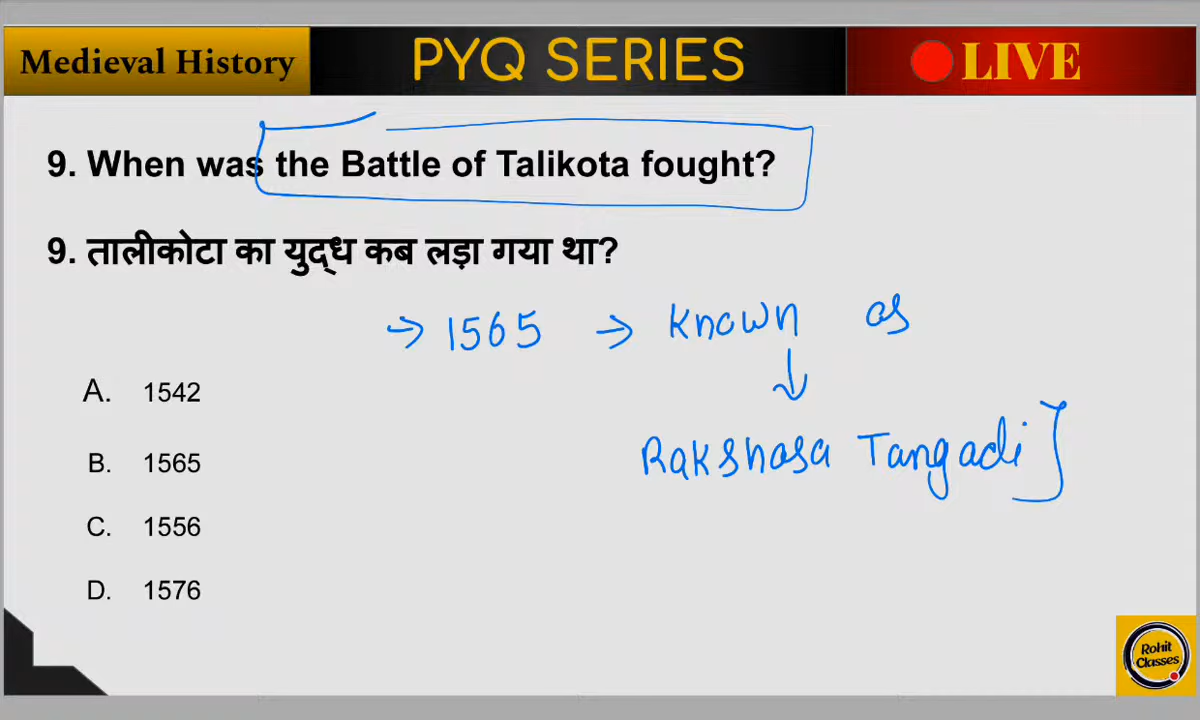 Medieval History
PYQ SERIES
LIVE
9. When was the Battle of Talikota fought?
9. तालीकोटा का युद्ध कब लड़ा गया था?
→ 1565 → Known as
↓
Rakshasa Tangadi]
A. 1542
B. 1565
C. 1556
D. 1576
Rohit
Classes